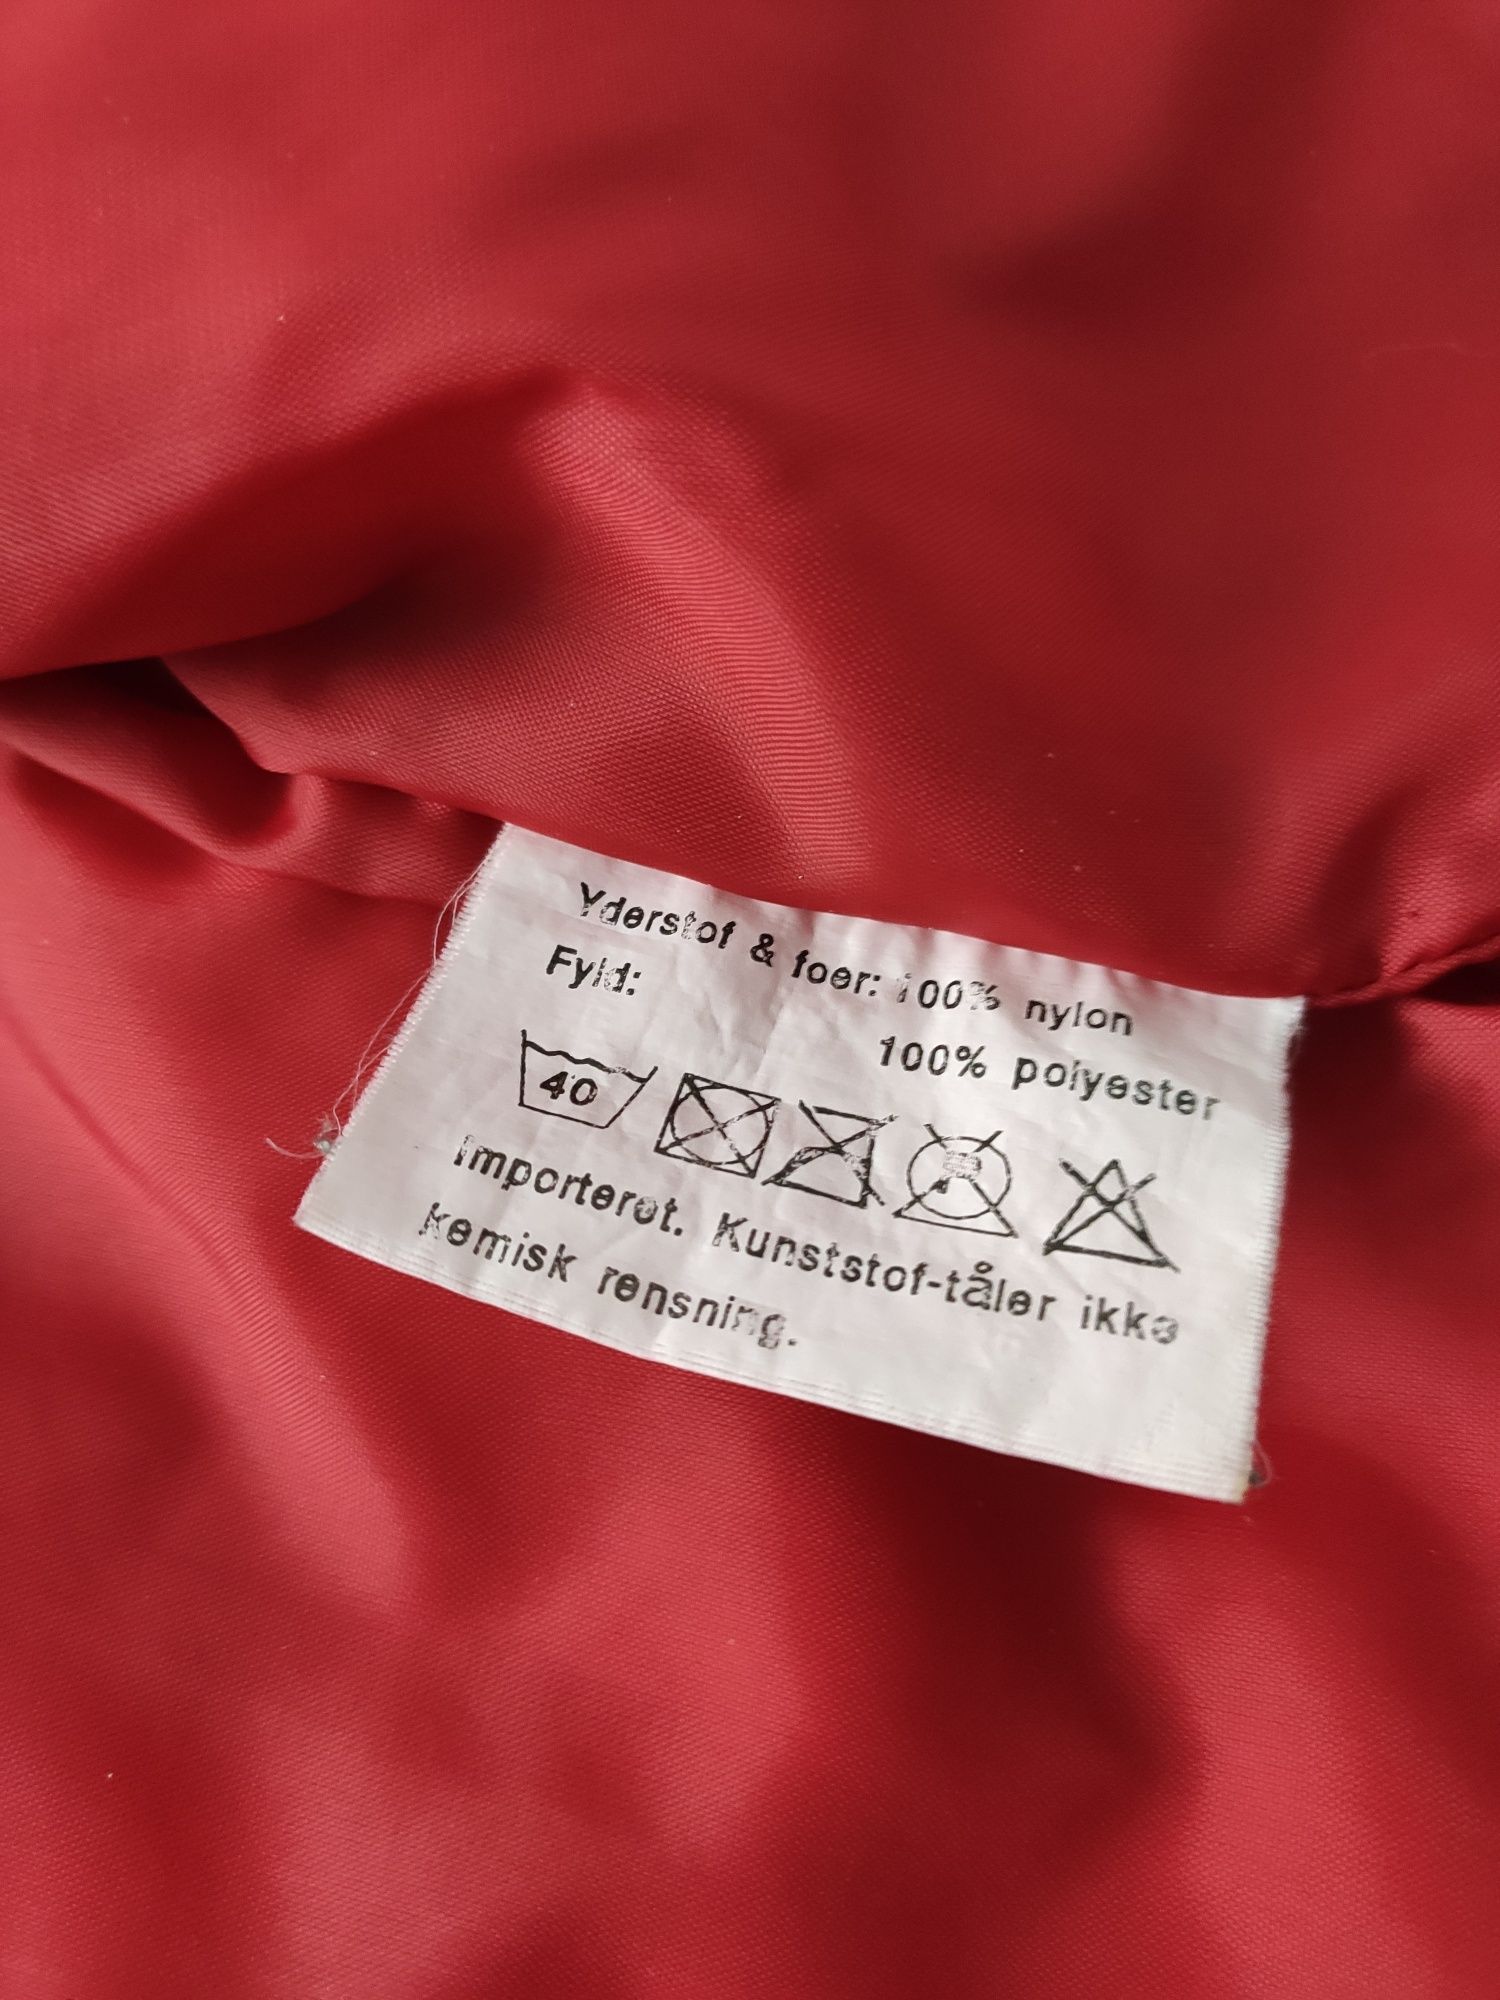 Yderstof & foer: 100% nylon
Fyld: 100% polyester
40
Importeret. Kunststof-tåler ikke
kemisk rensning.